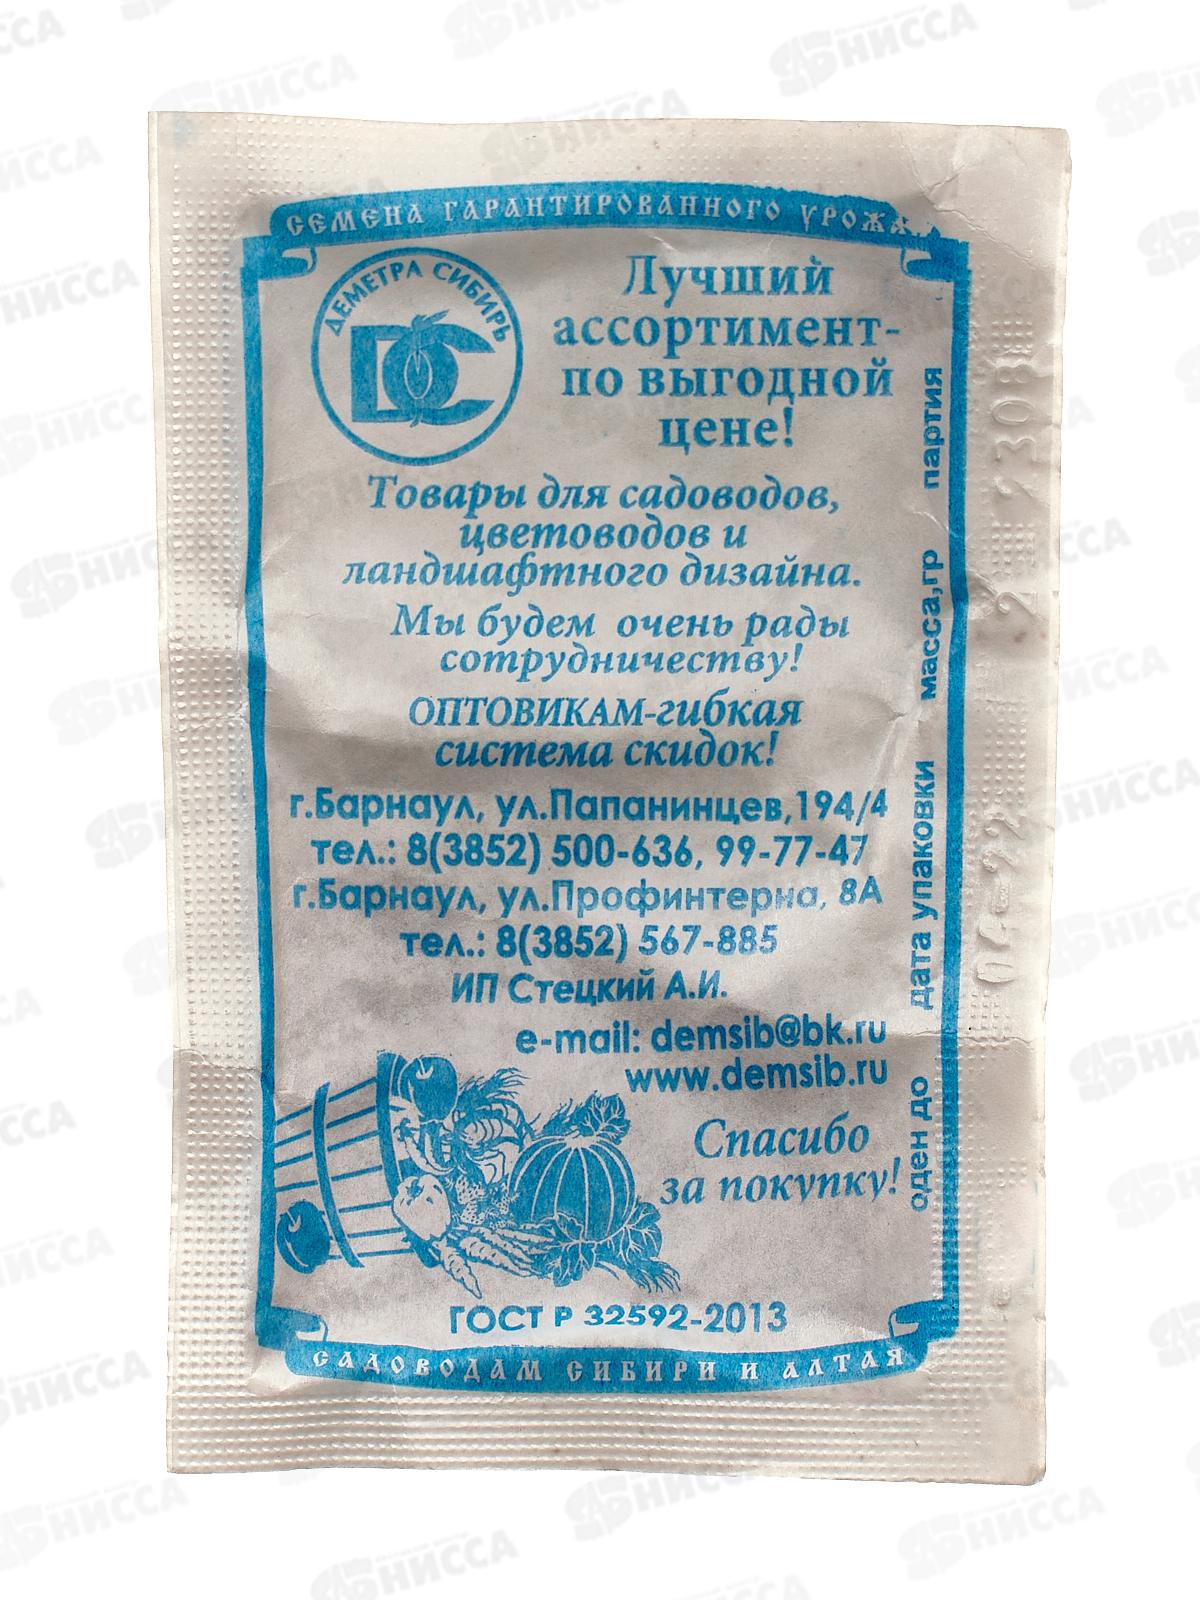 СЕМЕНА ГАРАНТИРОВАННОГО
ДЕМЕТРА СИБИРЬ
ДС
Лучший
ассортимент-
по выгодной
цене!
Товары для садоводов,
цветоводов и
ландшафтного дизайна.
Мы будем очень рады
сотрудничеству!
ОПТОВИКАМ-гибкая
система скидок!
г.Барнаул, ул.Папанинцев,194/4
тел.: 8(3852) 500-636, 99-77-47
г.Барнаул, ул.Профинтерна, 8А
тел.: 8(3852) 567-885
ИП Стецкий А.И.
e-mail: demsib@bk.ru
www.demsib.ru
Спасибо
за покупку!
ГОСТ Р 32592-2013
САДОВОДАМ СИБИРИ И АЛТАЯ
оден до дата упаковки масса,гр партия
04-22
НИССА